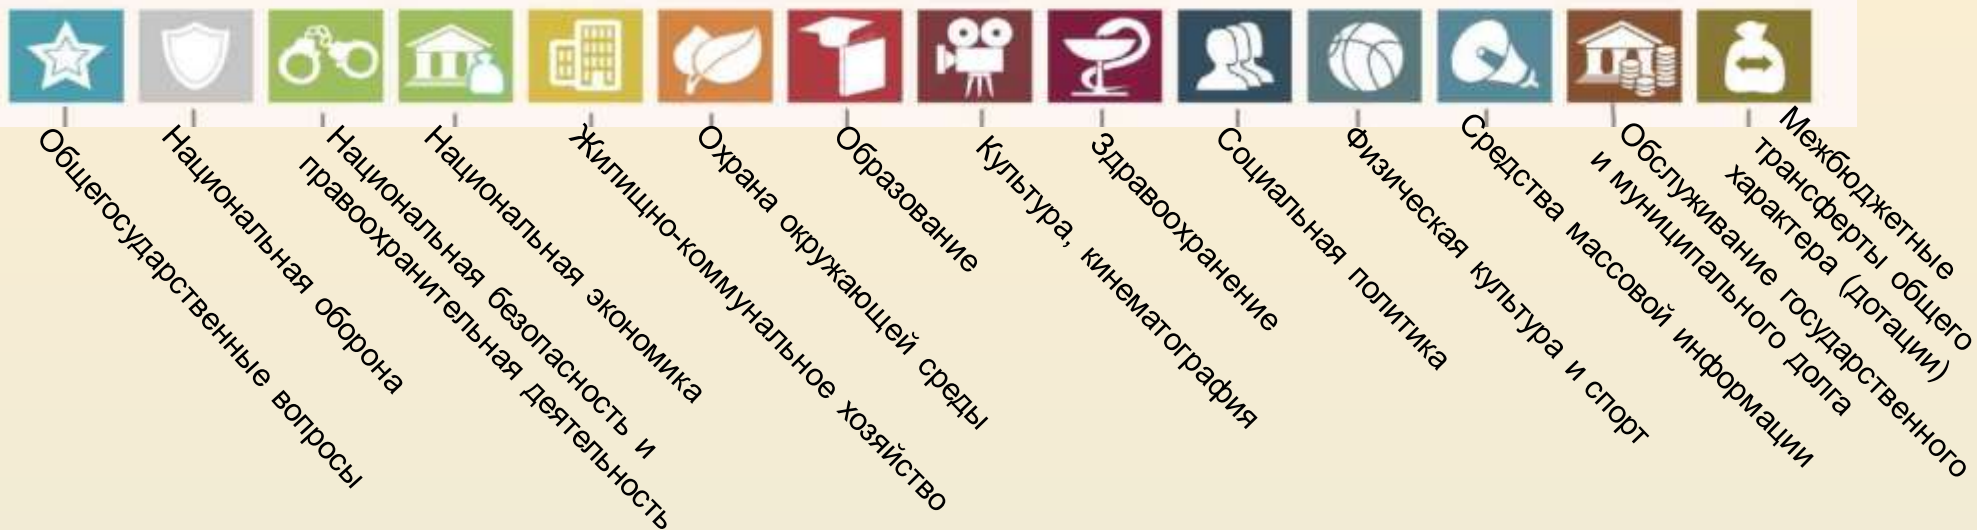 Общегосударственные вопросы
Национальная оборона
Национальная безопасность и
правоохранительная деятельность
Национальная экономика
Жилищно-коммунальное хозяйство
Охрана окружающей среды
Образование
Культура, кинематография
Здравоохранение
Социальная политика
Физическая культура и спорт
Средства массовой информации
Обслуживание государственного
и муниципального долга
Межбюджетные
трансферты общего
характера (дотации)